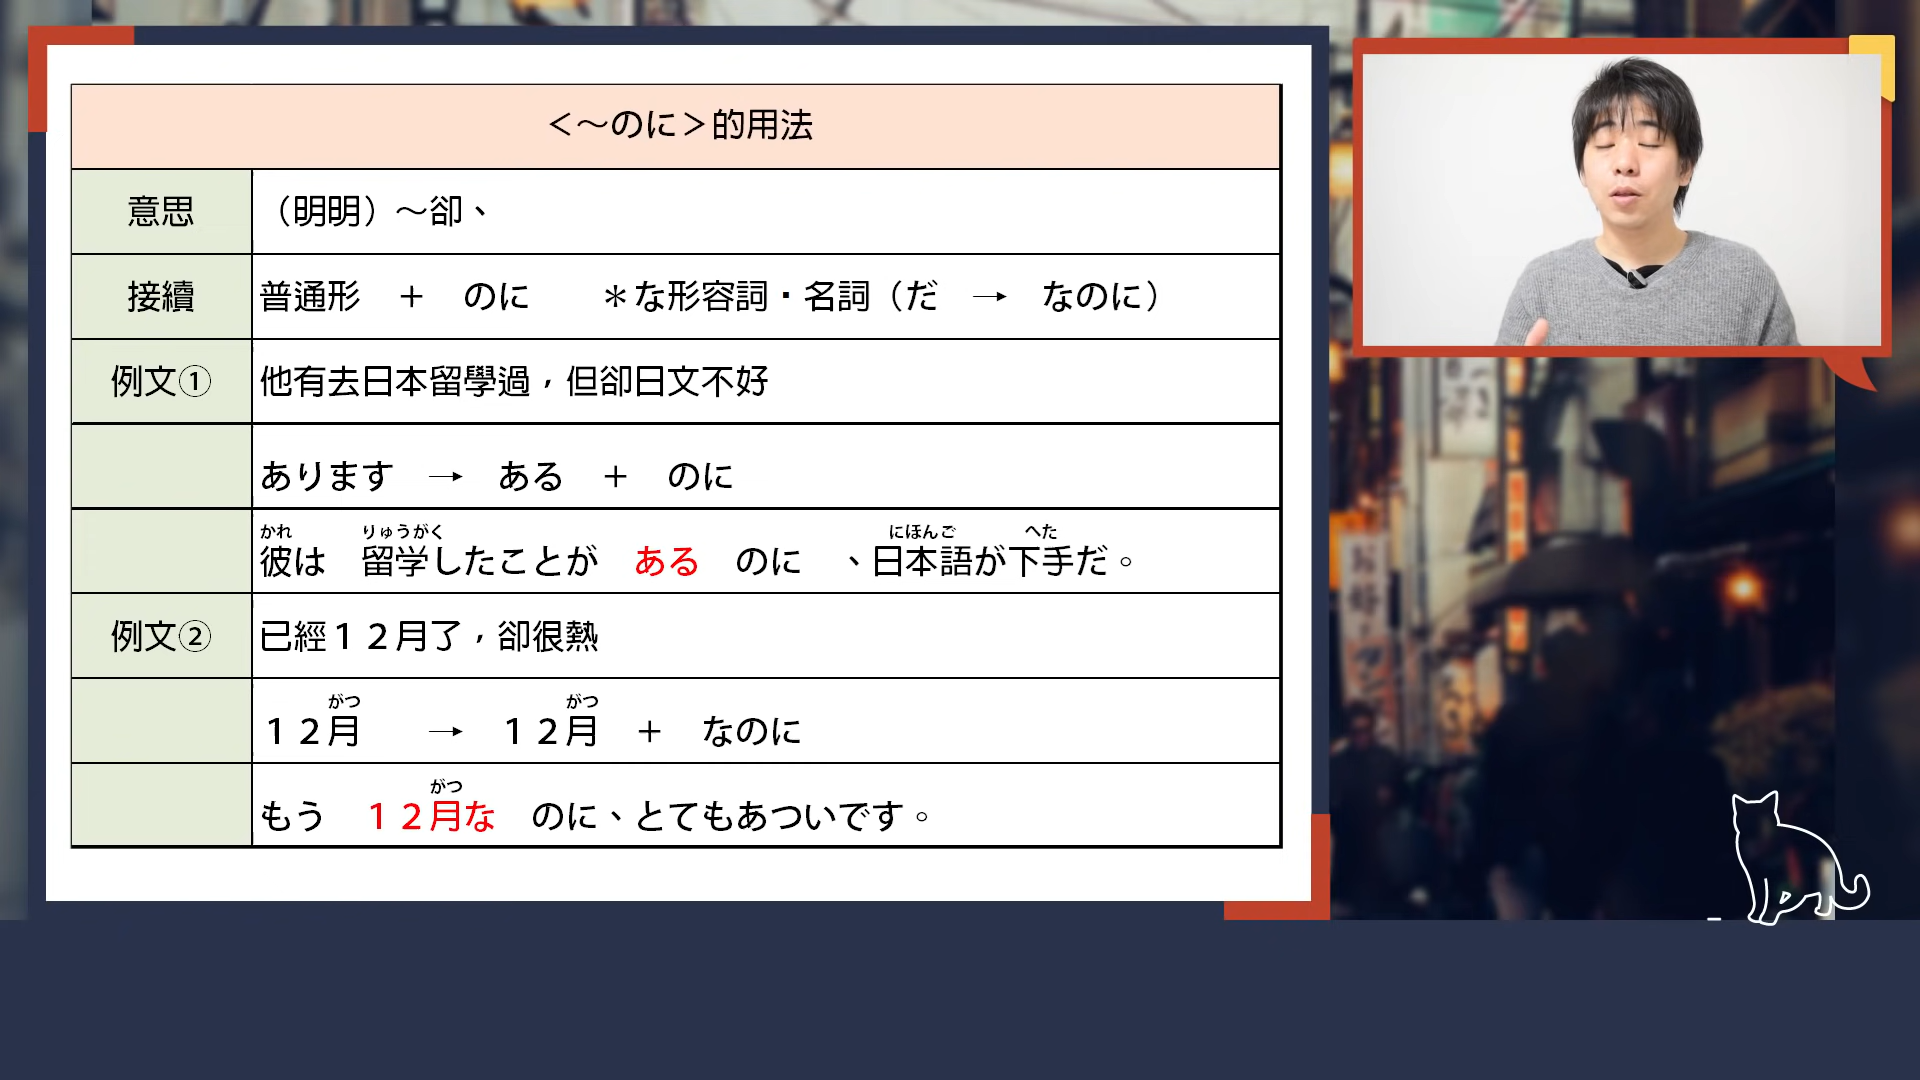 ＜～のに＞的用法
意思
（明明）～卻、
接續
普通形　＋　のに　　＊な形容詞・名詞（だ　→　なのに）
例文①
他有去日本留學過，但卻日文不好
あります　→　ある　＋　のに
かれ　りゅうがく　にほんご　へた
彼は　留学したことが　ある　のに　、日本語が下手だ。
例文②
已經１２月了，卻很熱
がつ　がつ
１２月　　→　１２月　＋　なのに
がつ
もう　１２月な　のに、とてもあついです。